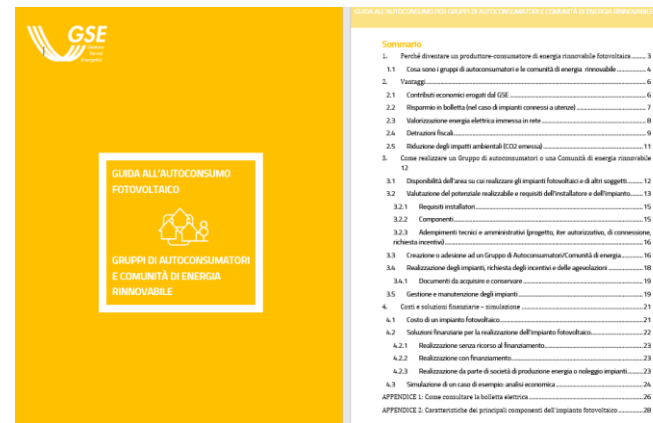 GSE
Gestore
Servizi
Energetici
GUIDA ALL'AUTOCONSUMO
FOTOVOLTAICO
GRUPPI DI AUTOCONSUMATORI
E COMUNITÀ DI ENERGIA
RINNOVABILE
GUIDA ALL'AUTOCONSUMO PER GRUPPI DI AUTOCONSUMATORI E COMUNITÀ DI ENERGIA RINNOVABILE
Sommario
1. Perché diventare un produttore-consumatore di energia rinnovabile fotovoltaica 3
1.1 Cosa sono i gruppi di autoconsumatori e le comunità di energia rinnovabile 4
2. Vantaggi 6
2.1 Contributi economici erogati dal GSE 6
2.2 Risparmio in bolletta (nel caso di impianti connessi a utenze) 7
2.3 Valorizzazione energia elettrica immessa in rete 8
2.4 Detrazioni fiscali 9
2.5 Riduzione degli impatti ambientali (CO2 emessa) 11
3. Come realizzare un Gruppo di autoconsumatori o una Comunità di energia rinnovabile
12
3.1 Disponibilità dell'area su cui realizzare gli impianti fotovoltaici e di altri soggetti 12
3.2 Valutazione del potenziale realizzabile e requisiti dell'installatore e dell'impianto 13
3.2.1 Requisiti installatori 15
3.2.2 Componenti 15
3.2.3 Adempimenti tecnici e amministrativi (progetto, iter autorizzativo, di connessione,
richiesta incentivi) 16
3.3 Creazione o adesione ad un Gruppo di Autoconsumatori/Comunità di energia 16
3.4 Realizzazione degli impianti, richiesta degli incentivi e delle agevolazioni 18
3.4.1 Documenti da acquisire e conservare 19
3.5 Gestione e manutenzione degli impianti 19
4. Costi e soluzioni finanziarie – simulazione 21
4.1 Costo di un impianto fotovoltaico 21
4.2 Soluzioni finanziarie per la realizzazione dell'impianto fotovoltaico 22
4.2.1 Realizzazione senza ricorso al finanziamento 23
4.2.2 Realizzazione con finanziamento 23
4.2.3 Realizzazione da parte di società di produzione energia o noleggio impianti 23
4.3 Simulazione di un caso di esempio: analisi economica 24
APPENDICE 1: Come consultare la bolletta elettrica 26
APPENDICE 2: Caratteristiche dei principali componenti dell'impianto fotovoltaico 28